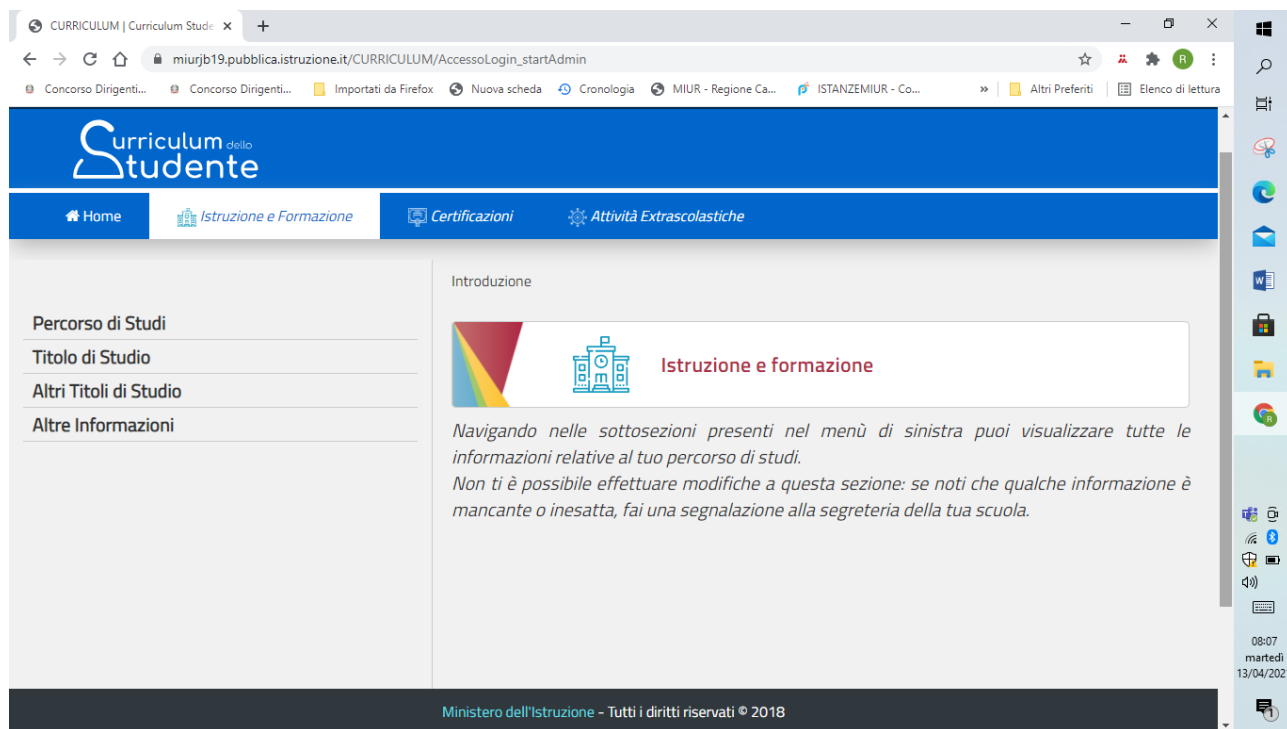 CURRICULUM | Curriculum Stude
miurjb19.pubblica.istruzione.it/CURRICULUM/AccessoLogin_startAdmin
R
Concorso Dirigenti...
Concorso Dirigenti...
Importati da Firefox
Nuova scheda
Cronologia
MIUR - Regione Ca...
ISTANZEMIUR - Co...
»
Altri Preferiti
Elenco di lettura
Curriculum dello
Studente
Home
Istruzione e Formazione
Certificazioni
Attività Extrascolastiche
Percorso di Studi
Titolo di Studio
Altri Titoli di Studio
Altre Informazioni
Introduzione
Istruzione e formazione
Navigando nelle sottosezioni presenti nel menù di sinistra puoi visualizzare tutte le
informazioni relative al tuo percorso di studi.
Non ti è possibile effettuare modifiche a questa sezione: se noti che qualche informazione è
mancante o inesatta, fai una segnalazione alla segreteria della tua scuola.
Ministero dell'Istruzione - Tutti i diritti riservati © 2018
08:07
martedì
13/04/202
1